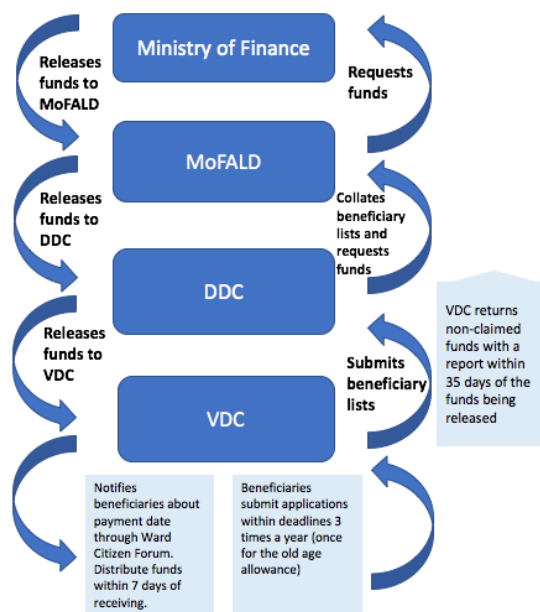 Ministry of Finance
Releases
funds to
MoFALD
Requests
funds
MoFALD
Releases
funds to
DDC
Collates
beneficiary
lists and
requests
funds
DDC
Releases
funds to
VDC
Submits
beneficiary
lists
VDC returns
non-claimed
funds with a
report within
35 days of the
funds being
released
VDC
Notifies
beneficiaries about
payment date
through Ward
Citizen Forum.
Distribute funds
within 7 days of
receiving.
Beneficiaries
submit applications
within deadlines 3
times a year (once
for the old age
allowance)